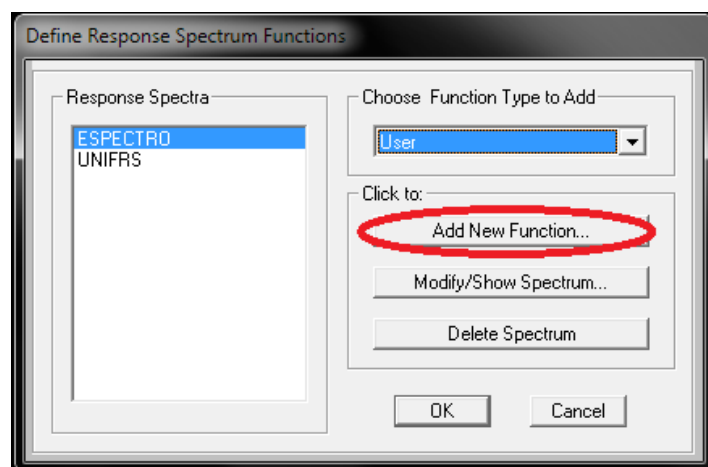 Define Response Spectrum Functions
Response Spectra
ESPECTRO
UNIFRS
Choose Function Type to Add
User
Click to:
Add New Function...
Modify/Show Spectrum...
Delete Spectrum
OK
Cancel